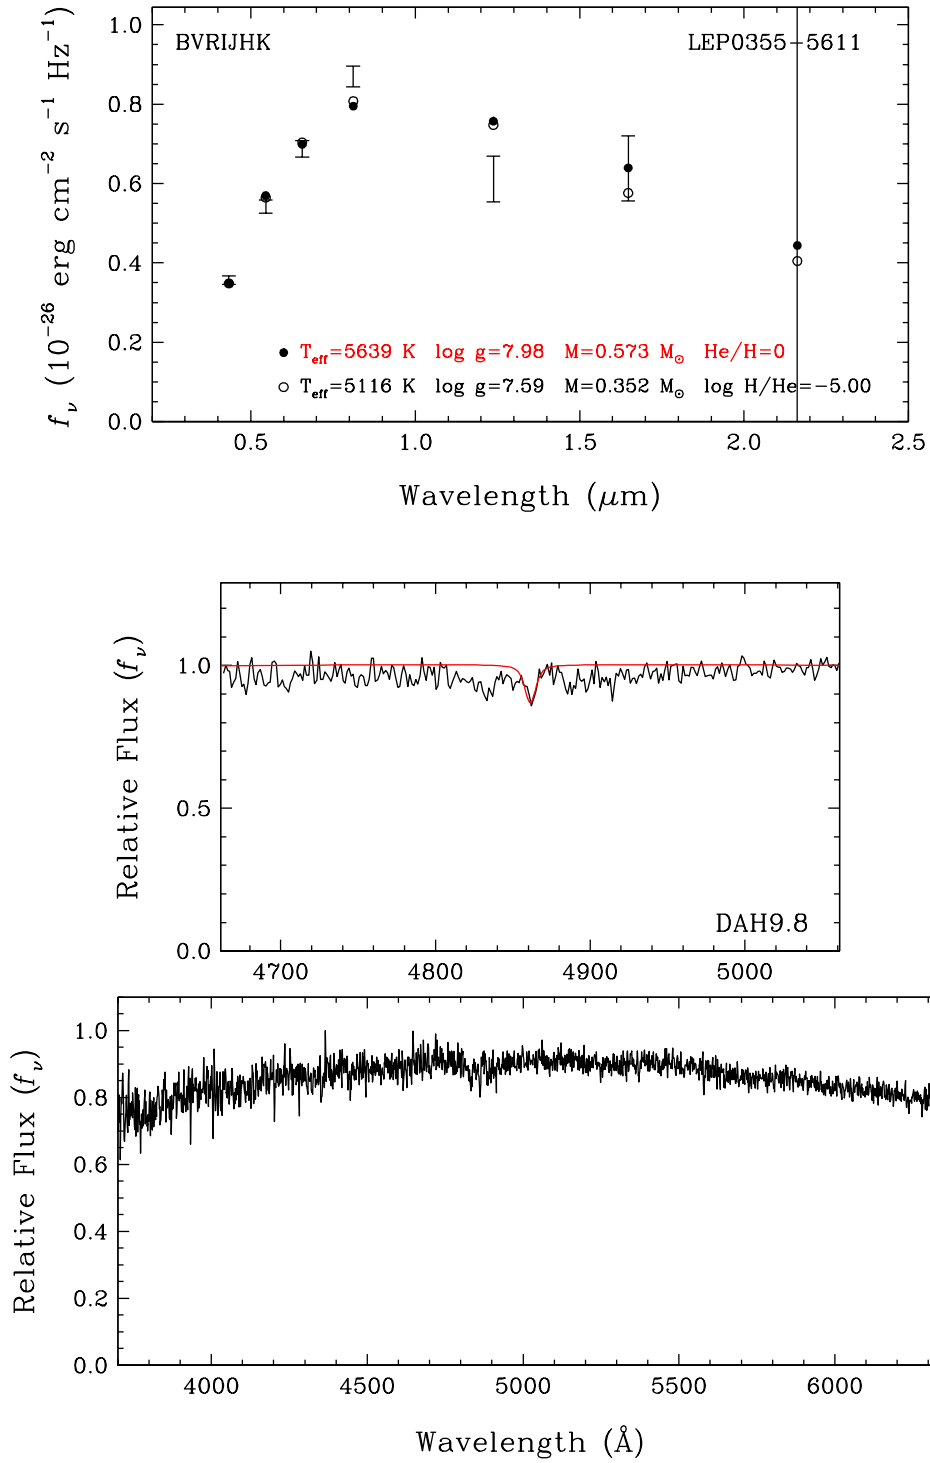 BVRIJHK LEP0355−5611
1.0
0.8
0.6
0.4
0.2
0.0
f_ν (10^−26 erg cm^−2 s^−1 Hz^−1)
T_eff=5639 K log g=7.98 M=0.573 M_⊙ He/H=0
T_eff=5116 K log g=7.59 M=0.352 M_⊙ log H/He=−5.00
0.5 1.0 1.5 2.0 2.5
Wavelength (μm)
1.0
0.5
0.0
Relative Flux (f_ν)
DAH9.8
4700 4800 4900 5000
1.0
0.8
0.6
0.4
0.2
0.0
Relative Flux (f_ν)
4000 4500 5000 5500 6000
Wavelength (Å)